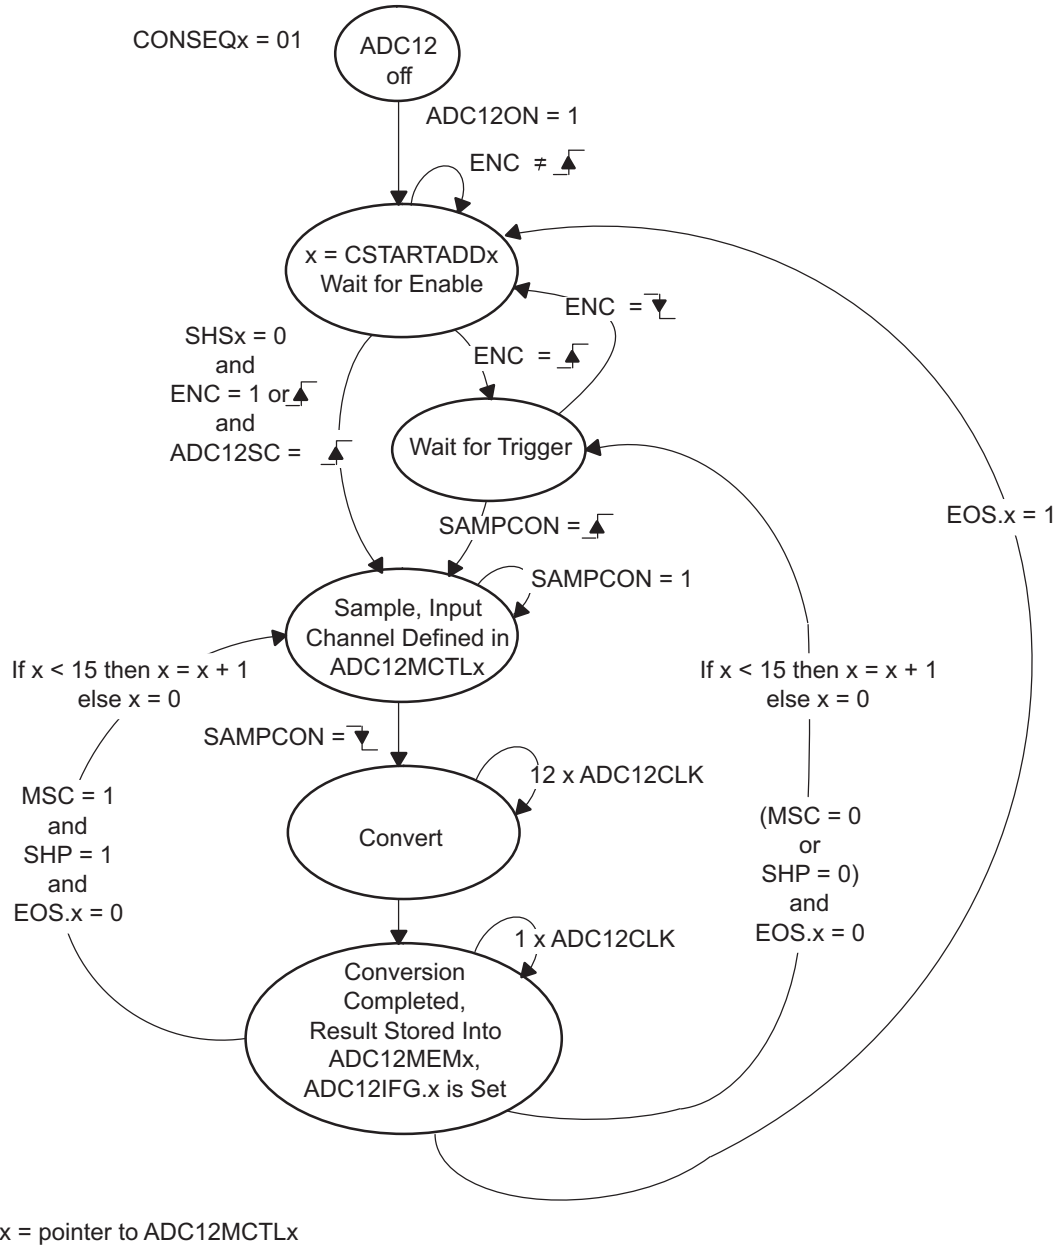 CONSEQx = 01
ADC12
off
ADC12ON = 1
ENC ≠
x = CSTARTADDx
Wait for Enable
ENC =
SHSx = 0
and
ENC = 1 or
and
ADC12SC =
ENC =
Wait for Trigger
EOS.x = 1
SAMPCON =
SAMPCON = 1
Sample, Input
Channel Defined in
ADC12MCTLx
If x < 15 then x = x + 1
else x = 0
If x < 15 then x = x + 1
else x = 0
SAMPCON =
12 x ADC12CLK
Convert
MSC = 1
and
SHP = 1
and
EOS.x = 0
(MSC = 0
or
SHP = 0)
and
EOS.x = 0
1 x ADC12CLK
Conversion
Completed,
Result Stored Into
ADC12MEMx,
ADC12IFG.x is Set
x = pointer to ADC12MCTLx